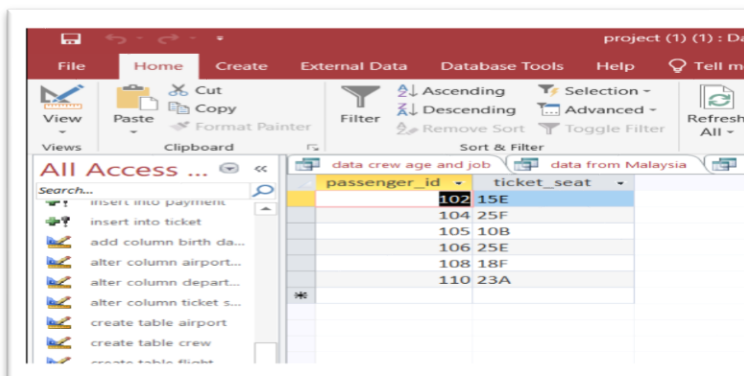 project (1) (1) : Da
File Home Create External Data Database Tools Help Tell m
View
Paste
Cut
Copy
Format Painter
Filter
Ascending
Descending
Remove Sort
Selection
Advanced
Toggle Filter
Refresh
All
Views Clipboard Sort & Filter
All Access ... «
Search...
insert into payment
insert into ticket
add column birth da...
alter column airport...
alter column depart...
alter column ticket s...
create table airport
create table crew
create table flight
data crew age and job data from Malaysia
passenger_id ticket_seat
102 15E
104 25F
105 10B
106 25E
108 18F
110 23A